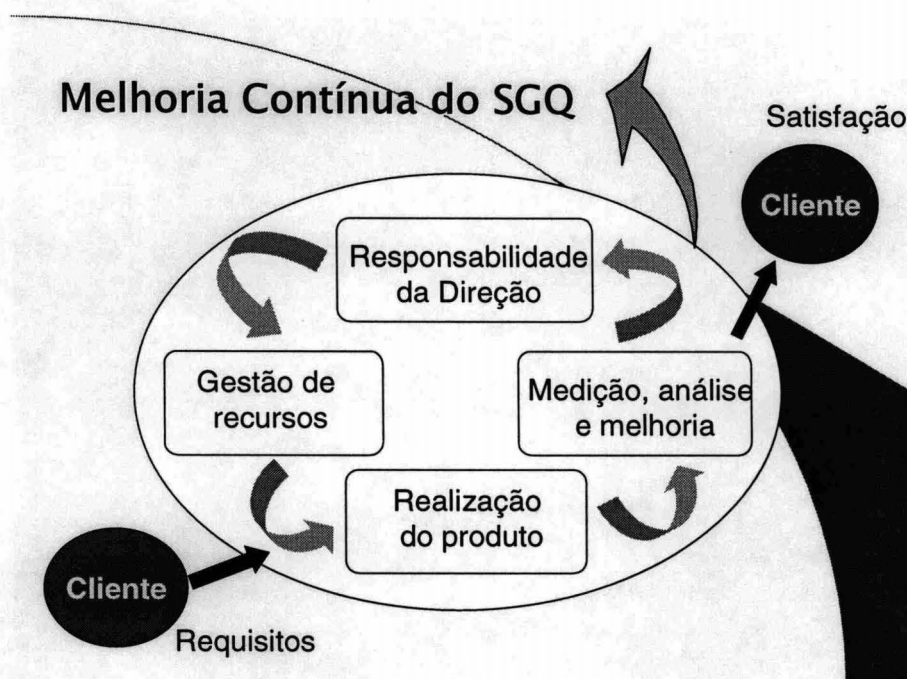 Melhoria Contínua do SGQ
Satisfação
Cliente
Responsabilidade
da Direção
Gestão de
recursos
Medição, análise
e melhoria
Realização
do produto
Cliente
Requisitos